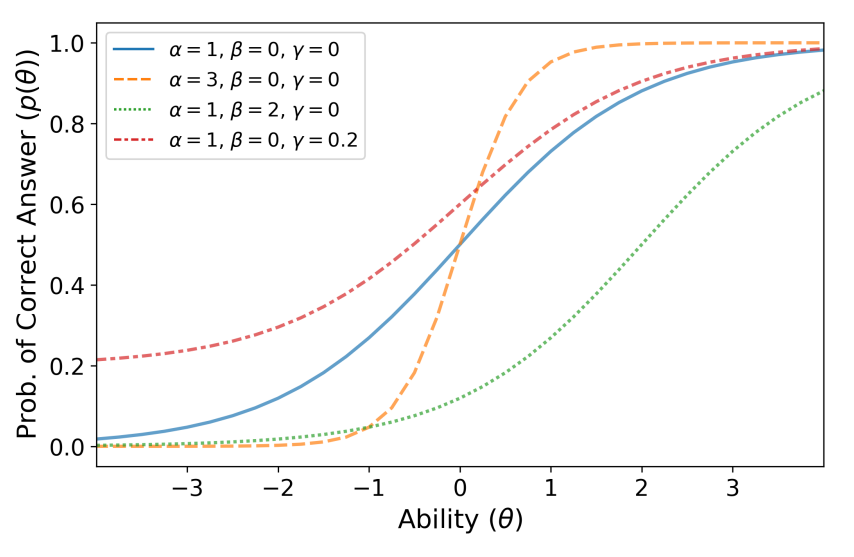 α = 1, β = 0, γ = 0
α = 3, β = 0, γ = 0
α = 1, β = 2, γ = 0
α = 1, β = 0, γ = 0.2
Prob. of Correct Answer (p(θ))
1.0
0.8
0.6
0.4
0.2
0.0
−3 −2 −1 0 1 2 3
Ability (θ)